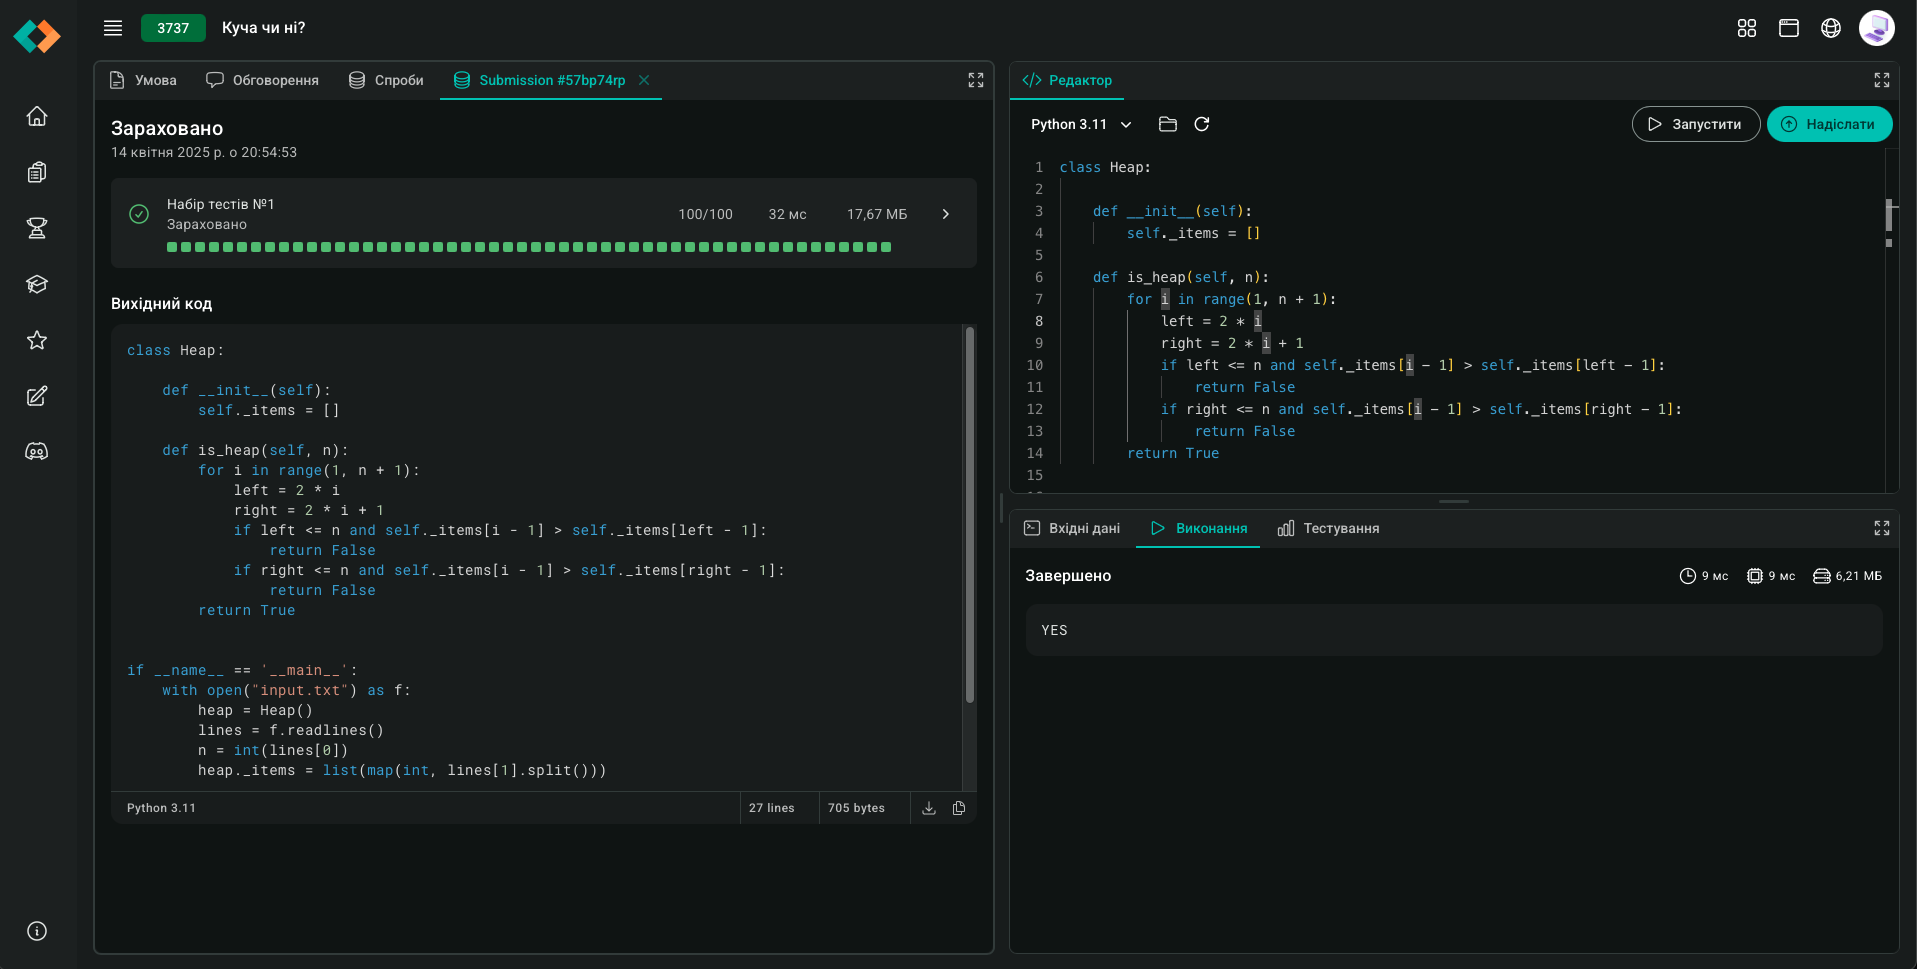 3737 Куча чи ні?
Умова Обговорення Спроби Submission #57bp74rp
Зараховано
14 квітня 2025 р. о 20:54:53
Набір тестів №1
Зараховано
100/100 32 мс 17,67 МБ
Вихідний код
class Heap:
def __init__(self):
self._items = []
def is_heap(self, n):
for i in range(1, n + 1):
left = 2 * i
right = 2 * i + 1
if left <= n and self._items[i - 1] > self._items[left - 1]:
return False
if right <= n and self._items[i - 1] > self._items[right - 1]:
return False
return True
if __name__ == '__main__':
with open("input.txt") as f:
heap = Heap()
lines = f.readlines()
n = int(lines[0])
heap._items = list(map(int, lines[1].split()))
Python 3.11 27 lines 705 bytes
Редактор
Python 3.11 Запустити Надіслати
1 class Heap:
2
3 def __init__(self):
4 self._items = []
5
6 def is_heap(self, n):
7 for i in range(1, n + 1):
8 left = 2 * i
9 right = 2 * i + 1
10 if left <= n and self._items[i - 1] > self._items[left - 1]:
11 return False
12 if right <= n and self._items[i - 1] > self._items[right - 1]:
13 return False
14 return True
15
Вхідні дані Виконання Тестування
Завершено 9 мс 9 мс 6,21 МБ
YES